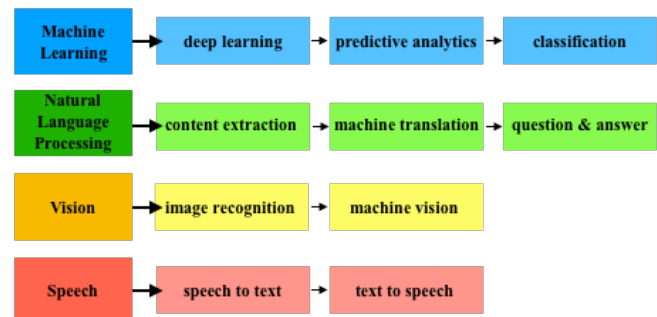 Machine
Learning
deep learning
predictive analytics
classification
Natural
Language
Processing
content extraction
machine translation
question & answer
Vision
image recognition
machine vision
Speech
speech to text
text to speech